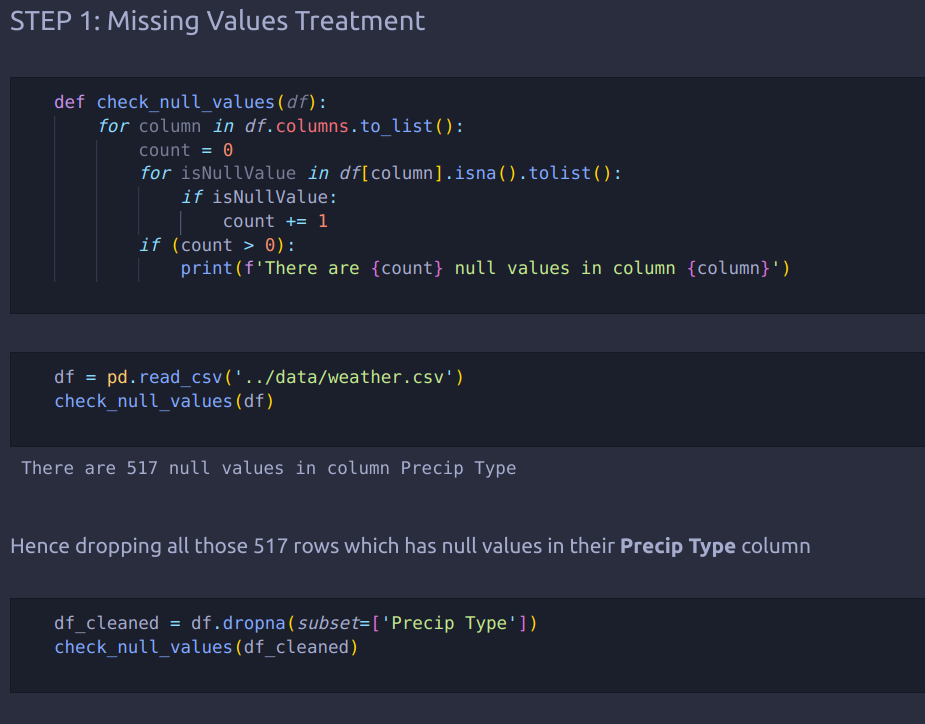 STEP 1: Missing Values Treatment
def check_null_values(df):
for column in df.columns.to_list():
count = 0
for isNullValue in df[column].isna().tolist():
if isNullValue:
count += 1
if (count > 0):
print(f'There are {count} null values in column {column}')
df = pd.read_csv('../data/weather.csv')
check_null_values(df)
There are 517 null values in column Precip Type
Hence dropping all those 517 rows which has null values in their Precip Type column
df_cleaned = df.dropna(subset=['Precip Type'])
check_null_values(df_cleaned)